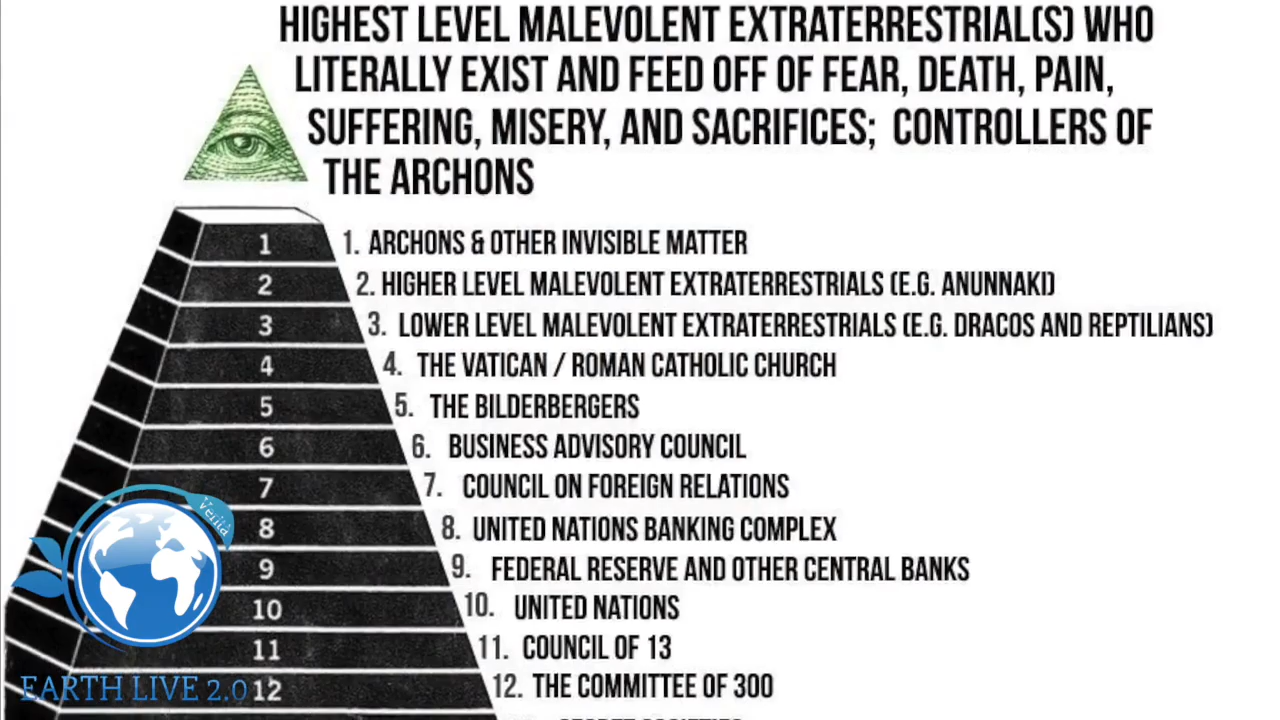 HIGHEST LEVEL MALEVOLENT EXTRATERRESTRIAL(S) WHO
LITERALLY EXIST AND FEED OFF OF FEAR, DEATH, PAIN,
SUFFERING, MISERY, AND SACRIFICES; CONTROLLERS OF
THE ARCHONS
1 1. ARCHONS & OTHER INVISIBLE MATTER
2 2. HIGHER LEVEL MALEVOLENT EXTRATERRESTRIALS (E.G. ANUNNAKI)
3 3. LOWER LEVEL MALEVOLENT EXTRATERRESTRIALS (E.G. DRACOS AND REPTILIANS)
4 4. THE VATICAN / ROMAN CATHOLIC CHURCH
5 5. THE BILDERBERGERS
6 6. BUSINESS ADVISORY COUNCIL
7 7. COUNCIL ON FOREIGN RELATIONS
8 8. UNITED NATIONS BANKING COMPLEX
9 9. FEDERAL RESERVE AND OTHER CENTRAL BANKS
10 10. UNITED NATIONS
11 11. COUNCIL OF 13
12 12. THE COMMITTEE OF 300
Verità
EARTH LIVE 2.0